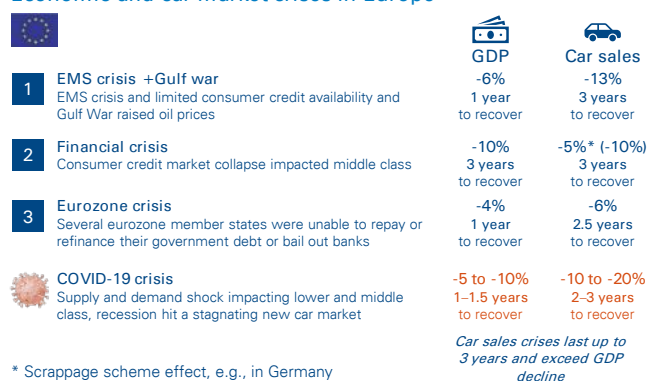 Economic and car market crises in Europe
GDP
Car sales
1
EMS crisis +Gulf war
EMS crisis and limited consumer credit availability and
Gulf War raised oil prices
-6%
1 year
to recover
-13%
3 years
to recover
2
Financial crisis
Consumer credit market collapse impacted middle class
-10%
3 years
to recover
-5%* (-10%)
3 years
to recover
3
Eurozone crisis
Several eurozone member states were unable to repay or
refinance their government debt or bail out banks
-4%
1 year
to recover
-6%
2.5 years
to recover
COVID-19 crisis
Supply and demand shock impacting lower and middle
class, recession hit a stagnating new car market
-5 to -10%
1–1.5 years
to recover
-10 to -20%
2–3 years
to recover
Car sales crises last up to
3 years and exceed GDP
decline
* Scrappage scheme effect, e.g., in Germany